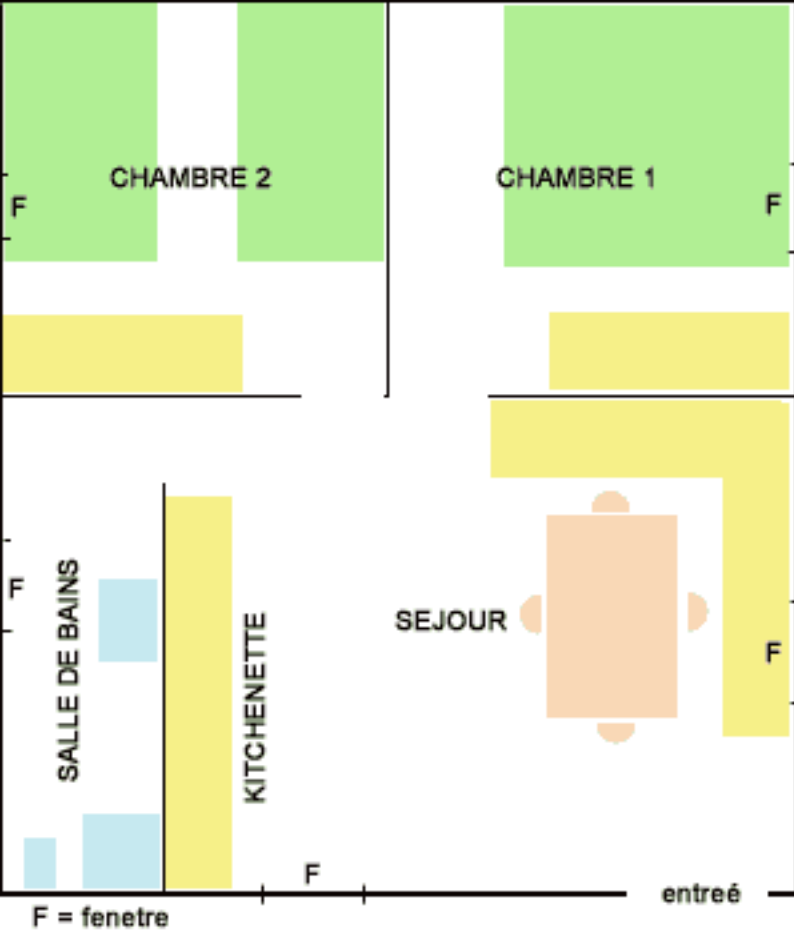 CHAMBRE 2
CHAMBRE 1
F
F
F
SALLE DE BAINS
KITCHENETTE
SEJOUR
F
F
entreé
F = fenetre